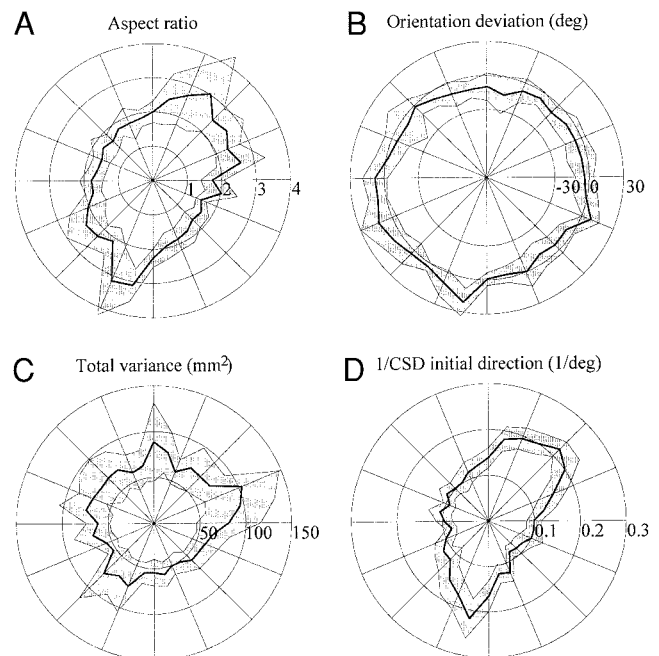 A
Aspect ratio
1 2 3 4
B
Orientation deviation (deg)
-30 0 30
C
Total variance (mm²)
50 100 150
D
1/CSD initial direction (1/deg)
0.1 0.2 0.3